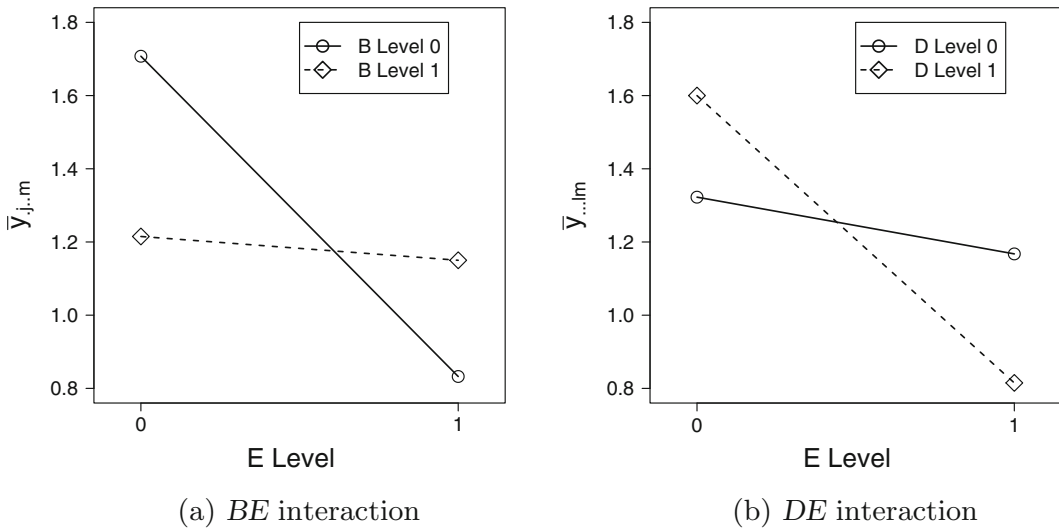 1.8
1.6
1.4
1.2
1.0
0.8
ȳ.j..m
B Level 0
B Level 1
0 1
E Level
(a) BE interaction
1.8
1.6
1.4
1.2
1.0
0.8
ȳ...lm
D Level 0
D Level 1
0 1
E Level
(b) DE interaction